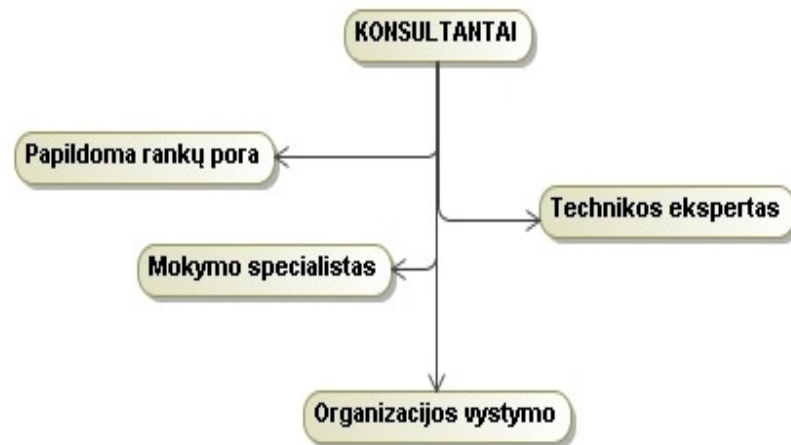 KONSULTANTAI
Papildoma rankų pora
Technikos ekspertas
Mokymo specialistas
Organizacijos vystymo